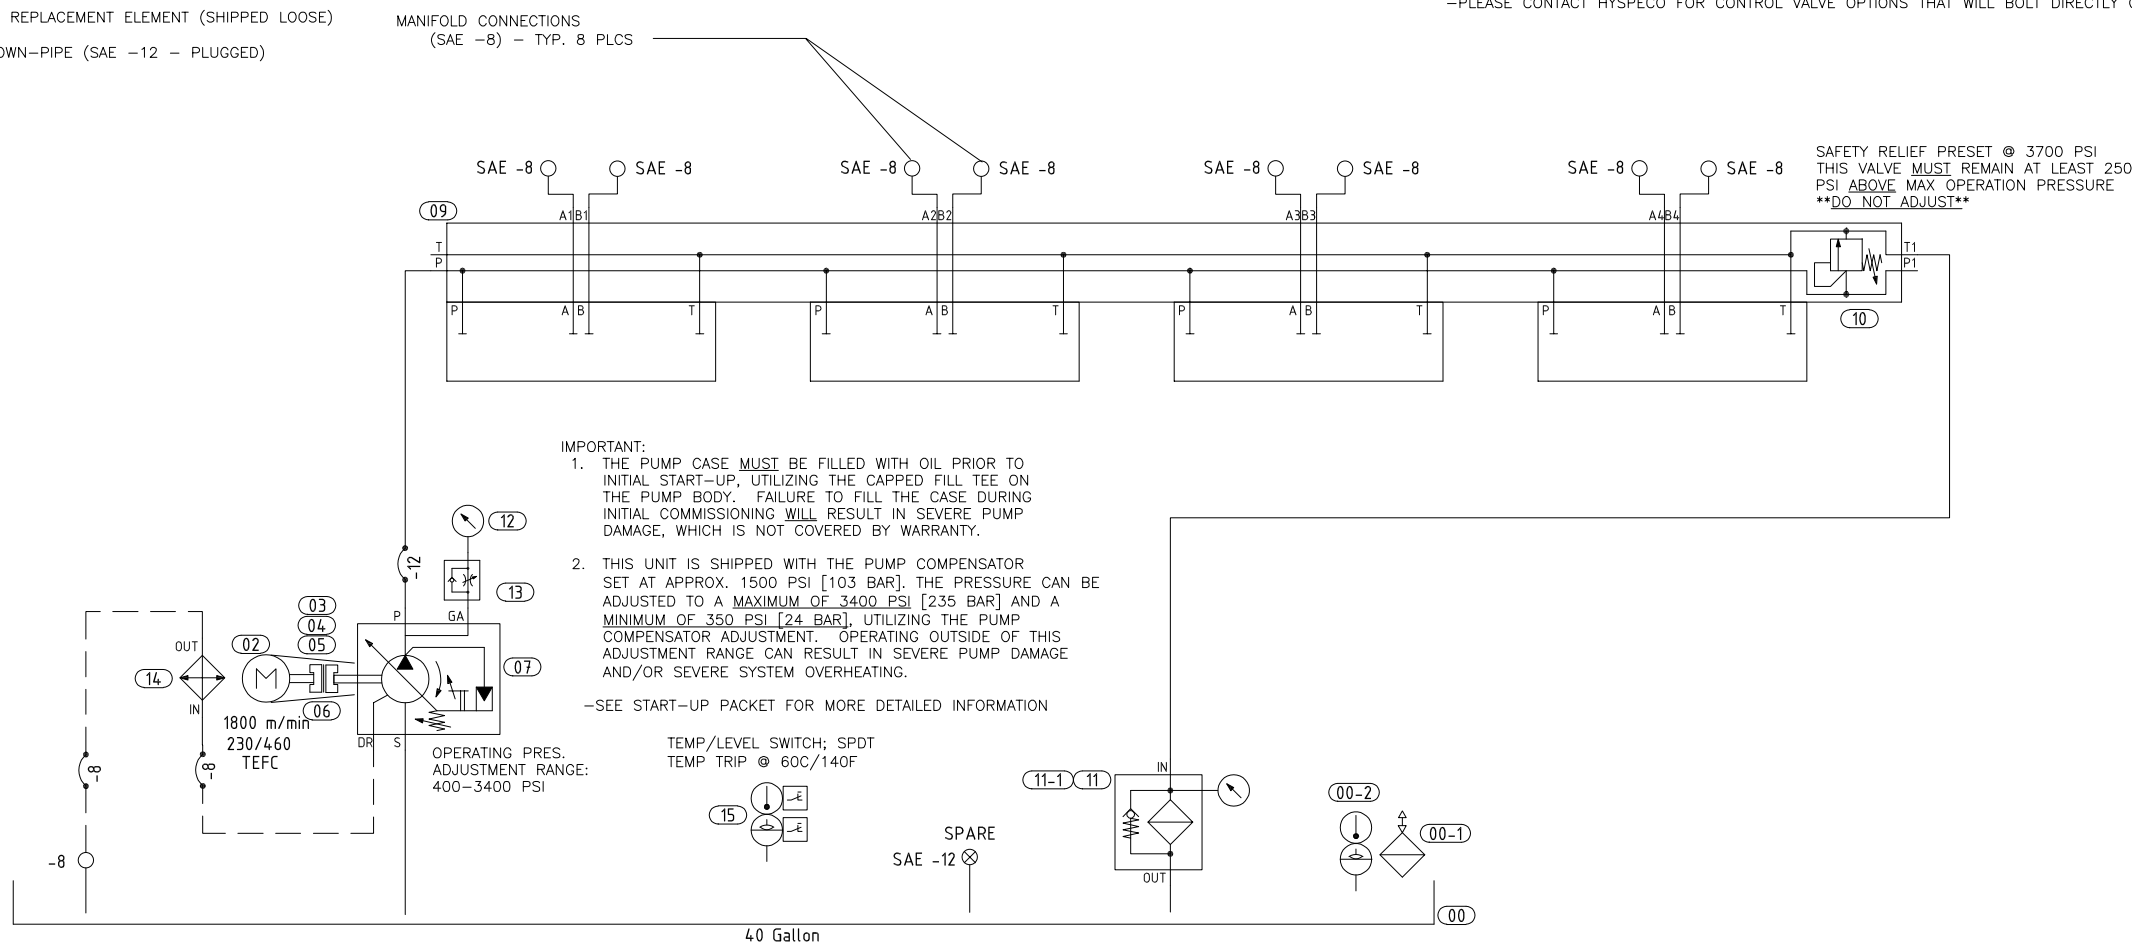 REPLACEMENT ELEMENT (SHIPPED LOOSE)
OWN-PIPE (SAE -12 - PLUGGED)
MANIFOLD CONNECTIONS
(SAE -8) - TYP. 8 PLCS
-PLEASE CONTACT HYSPECO FOR CONTROL VALVE OPTIONS THAT WILL BOLT DIRECTLY
SAE -8
SAE -8
SAE -8
SAE -8
SAE -8
SAE -8
SAE -8
SAE -8
SAFETY RELIEF PRESET @ 3700 PSI
THIS VALVE MUST REMAIN AT LEAST 250
PSI ABOVE MAX OPERATION PRESSURE
**DO NOT ADJUST**
09
A1 B1
A2 B2
A3 B3
A4 B4
T
P
T1
P1
P A B T
P A B T
P A B T
P A B T
10
IMPORTANT:
1. THE PUMP CASE MUST BE FILLED WITH OIL PRIOR TO
INITIAL START-UP, UTILIZING THE CAPPED FILL TEE ON
THE PUMP BODY. FAILURE TO FILL THE CASE DURING
INITIAL COMMISSIONING WILL RESULT IN SEVERE PUMP
DAMAGE, WHICH IS NOT COVERED BY WARRANTY.
2. THIS UNIT IS SHIPPED WITH THE PUMP COMPENSATOR
SET AT APPROX. 1500 PSI [103 BAR]. THE PRESSURE CAN BE
ADJUSTED TO A MAXIMUM OF 3400 PSI [235 BAR] AND A
MINIMUM OF 350 PSI [24 BAR], UTILIZING THE PUMP
COMPENSATOR ADJUSTMENT. OPERATING OUTSIDE OF THIS
ADJUSTMENT RANGE CAN RESULT IN SEVERE PUMP DAMAGE
AND/OR SEVERE SYSTEM OVERHEATING.
-SEE START-UP PACKET FOR MORE DETAILED INFORMATION
12
-12
13
03
04
05
P
GA
OUT
02
M
07
14
IN
06
1800 m/min
230/460
TEFC
DR
S
OPERATING PRES.
ADJUSTMENT RANGE:
400-3400 PSI
-8
-8
-8
TEMP/LEVEL SWITCH; SPDT
TEMP TRIP @ 60C/140F
15
SPARE
SAE -12
IN
11-1
11
OUT
00-2
00-1
00
40 Gallon